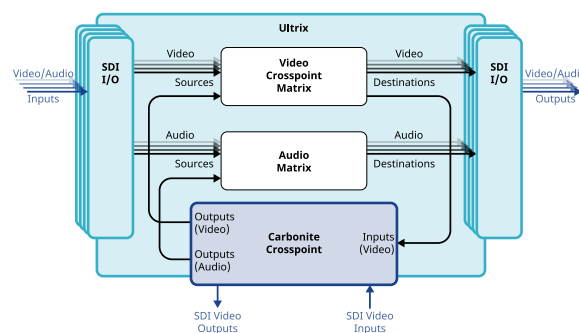 Ultrix
SDI
I/O
Video
Sources
Video
Crosspoint
Matrix
Video
Destinations
SDI
I/O
Video/Audio
Inputs
Video/Audio
Outputs
Audio
Sources
Audio
Matrix
Audio
Destinations
Outputs
(Video)
Outputs
(Audio)
Carbonite
Crosspoint
Inputs
(Video)
SDI Video
Outputs
SDI Video
Inputs